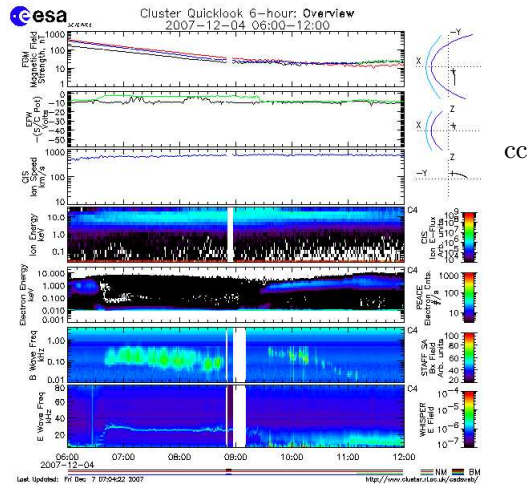 esa
SCIENCE
Cluster Quicklook 6-hour: Overview
2007-12-04 06:00-12:00
FGM
Magnetic Field
Strength, nT
1000
100
10
1
EFW
-(S/C Pot)
Volts
0
-10
-20
-30
-40
-50
CIS
Ion Speed
km/s
1000
100
10
CIS
Ion Energy
keV
10.0
1.0
0.1
C4
CIS
Ion E-Flux
Arb. units
Electron Energy
keV
10.000
1.000
0.100
0.010
0.001
C4
PEACE
Electron Cnts.
#/s
1000
100
10
B Wave Freq
kHz
1.00
0.10
0.01
C4
STAFF SA
Bx Field
Arb. units
100
80
60
40
20
E Wave Freq
kHz
80
60
40
20
C4
WHISPER
E Field
10⁻⁴
10⁻⁵
10⁻⁶
10⁻⁷
06:00 07:00 08:00 09:00 10:00 11:00 12:00
2007-12-04
NM BM
Last Updated: Fri Dec 7 07:04:22 2007
http://www.cluster.rl.ac.uk/csdsweb/
-Y
X
Z
X
Z
-Y
CC